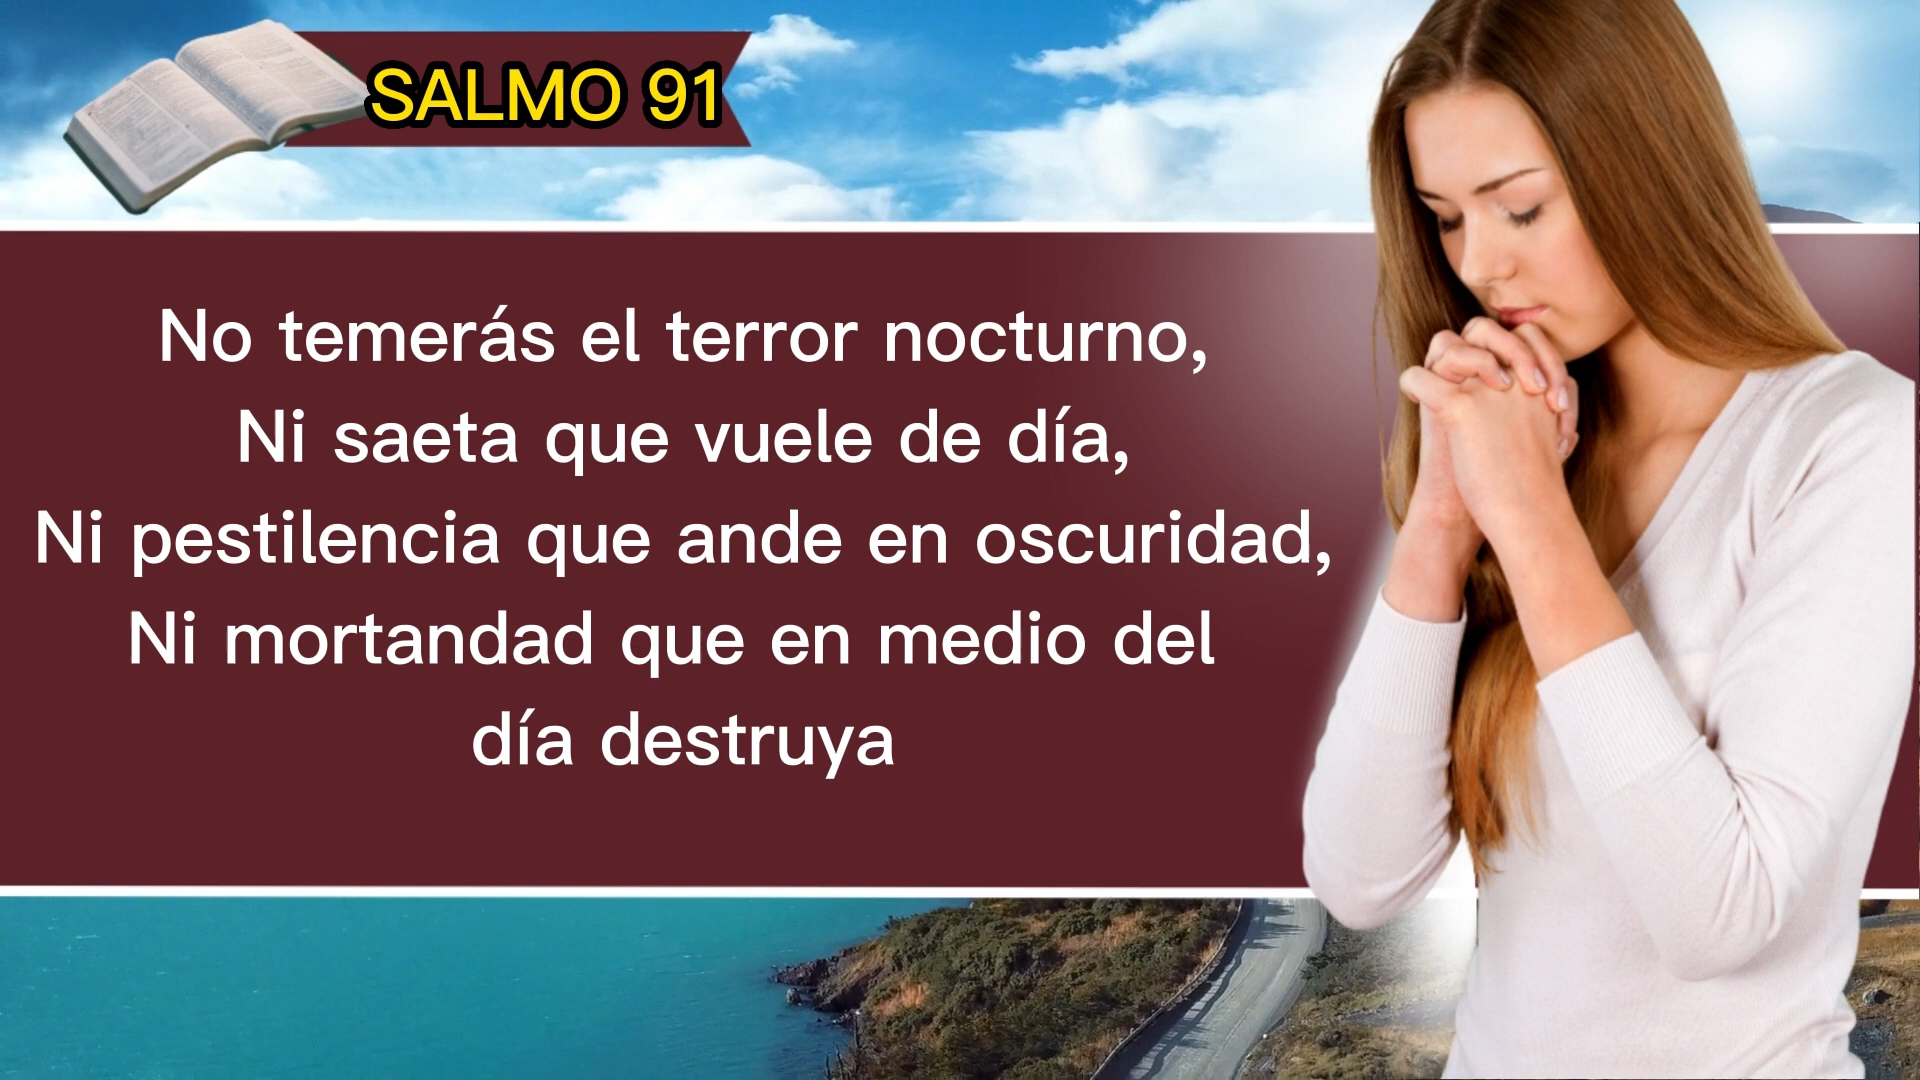 SALMO 91
No temerás el terror nocturno,
Ni saeta que vuele de día,
Ni pestilencia que ande en oscuridad,
Ni mortandad que en medio del
día destruya